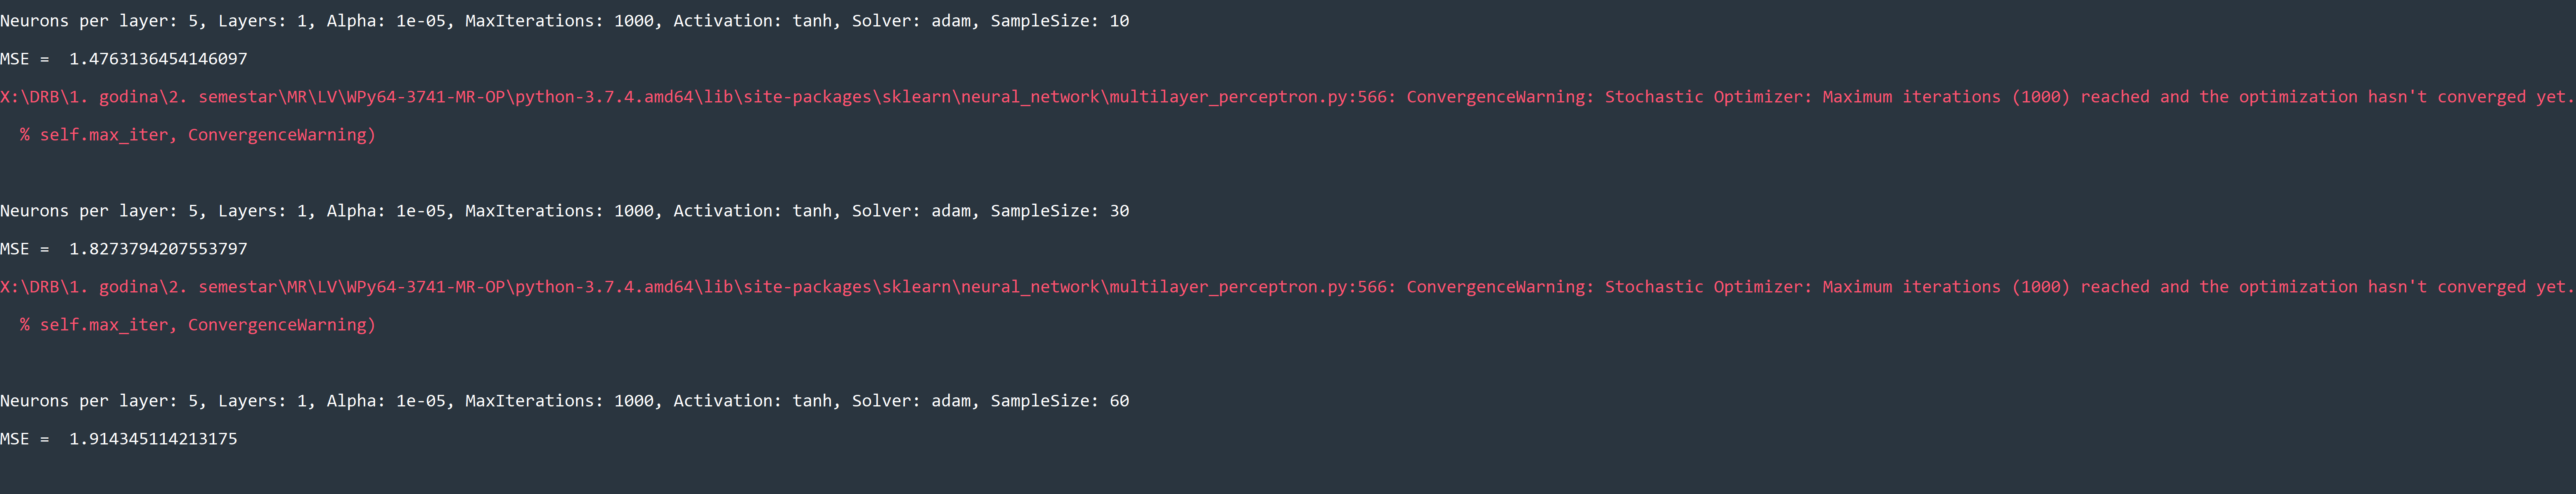 Neurons per layer: 5, Layers: 1, Alpha: 1e-05, MaxIterations: 1000, Activation: tanh, Solver: adam, SampleSize: 10
MSE =  1.4763136454146097
X:\DRB\1. godina\2. semestar\MR\LV\WPy64-3741-MR-OP\python-3.7.4.amd64\lib\site-packages\sklearn\neural_network\multilayer_perceptron.py:566: ConvergenceWarning: Stochastic Optimizer: Maximum iterations (1000) reached and the optimization hasn't converged yet.
  % self.max_iter, ConvergenceWarning)
Neurons per layer: 5, Layers: 1, Alpha: 1e-05, MaxIterations: 1000, Activation: tanh, Solver: adam, SampleSize: 30
MSE =  1.8273794207553797
X:\DRB\1. godina\2. semestar\MR\LV\WPy64-3741-MR-OP\python-3.7.4.amd64\lib\site-packages\sklearn\neural_network\multilayer_perceptron.py:566: ConvergenceWarning: Stochastic Optimizer: Maximum iterations (1000) reached and the optimization hasn't converged yet.
  % self.max_iter, ConvergenceWarning)
Neurons per layer: 5, Layers: 1, Alpha: 1e-05, MaxIterations: 1000, Activation: tanh, Solver: adam, SampleSize: 60
MSE =  1.914345114213175